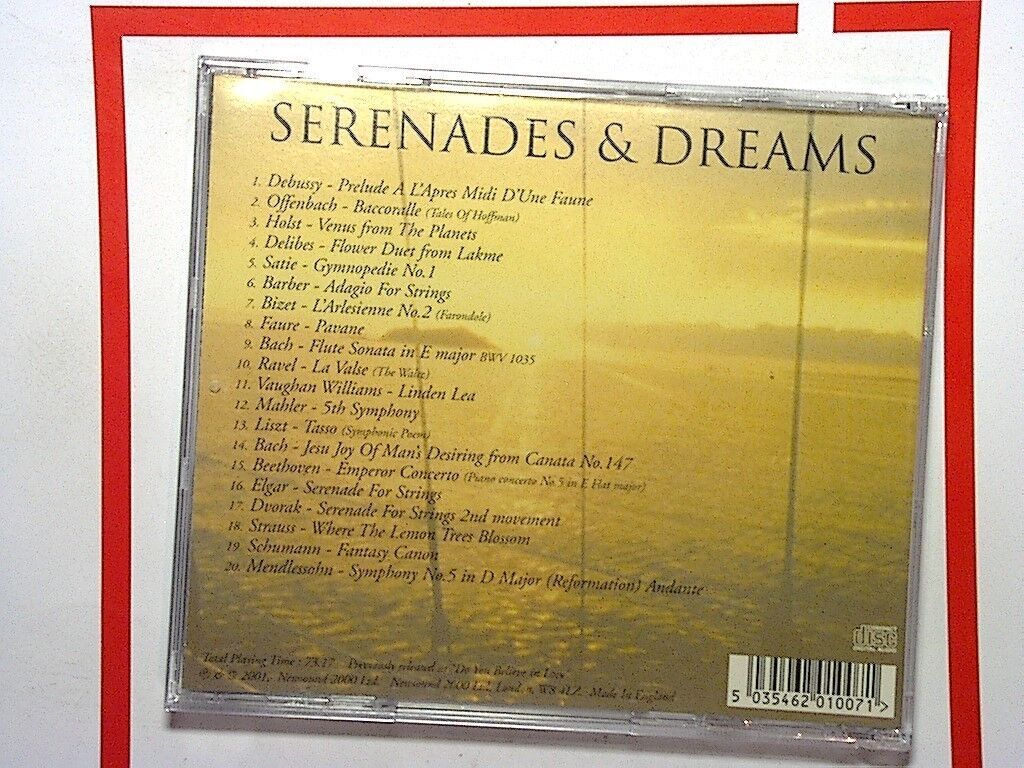 SERENADES & DREAMS
1. Debussy - Prelude A L'Apres Midi D'Une Faune
2. Offenbach - Baccoralle (Tales Of Hoffman)
3. Holst - Venus from The Planets
4. Delibes - Flower Duet from Lakme
5. Satie - Gymnopedie No.1
6. Barber - Adagio For Strings
7. Bizet - L'Arlesienne No.2 (Farondole)
8. Faure - Pavane
9. Bach - Flute Sonata in E major BWV 1035
10. Ravel - La Valse (The Waltz)
11. Vaughan Williams - Linden Lea
12. Mahler - 5th Symphony
13. Liszt - Tasso (Symphonic Poem)
14. Bach - Jesu Joy Of Man's Desiring from Canata No.147
15. Beethoven - Emperor Concerto (Piano concerto No.5 in E Flat major)
16. Elgar - Serenade For Strings
17. Dvorak - Serenade For Strings 2nd movement
18. Strauss - Where The Lemon Trees Blossom
19. Schumann - Fantasy Canon
20. Mendlessohn - Symphony No.5 in D Major (Reformation) Andante
Total Playing Time : 73.17 Previously released as "Do You Believe in Love"
℗ & © 2001, Newsound 2000 Ltd. Newsound 2000 Ltd, London, W8 Made In England
disc
5 035462 010071 >